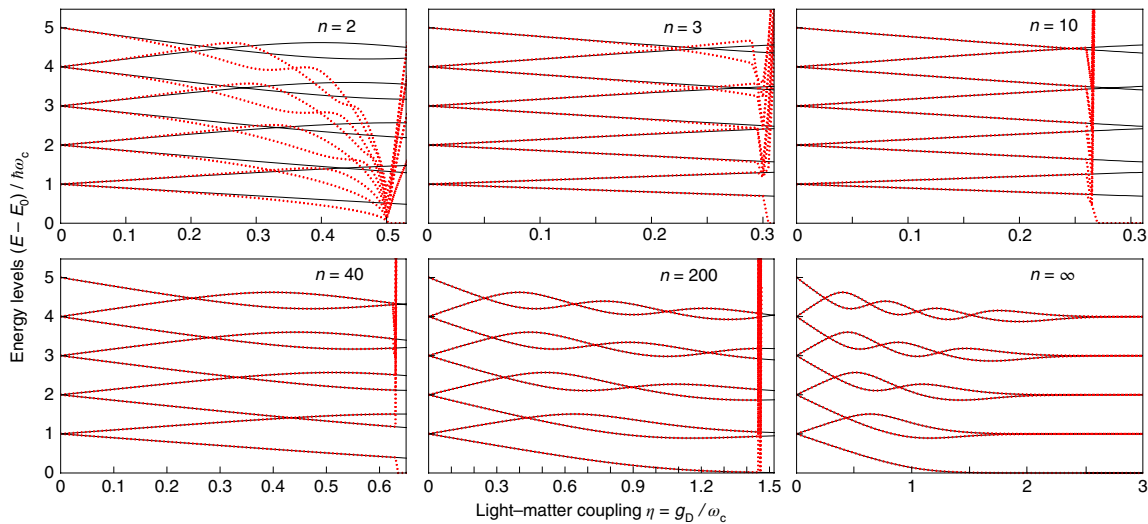 Energy levels (E – E0) / ħωc
n = 2
n = 3
n = 10
5
4
3
2
1
0
0 0.1 0.2 0.3 0.4 0.5
0 0.1 0.2 0.3
0 0.1 0.2 0.3
n = 40
n = 200
n = ∞
5
4
3
2
1
0
0 0.1 0.2 0.3 0.4 0.5 0.6
0 0.3 0.6 0.9 1.2 1.5
0 1 2 3
Light–matter coupling η = gD / ωc